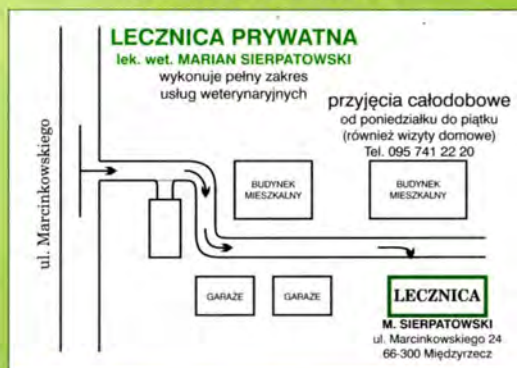 LECZNICA PRYWATNA
lek. wet. MARIAN SIERPATOWSKI
wykonuje pełny zakres
usług weterynaryjnych
przyjęcia całodobowe
od poniedziałku do piątku
(również wizyty domowe)
Tel. 095 741 22 20
ul. Marcinkowskiego
BUDYNEK
MIESZKALNY
BUDYNEK
MIESZKALNY
GARAŻE
GARAŻE
LECZNICA
M. SIERPATOWSKI
ul. Marcinkowskiego 24
66-300 Międzyrzecz